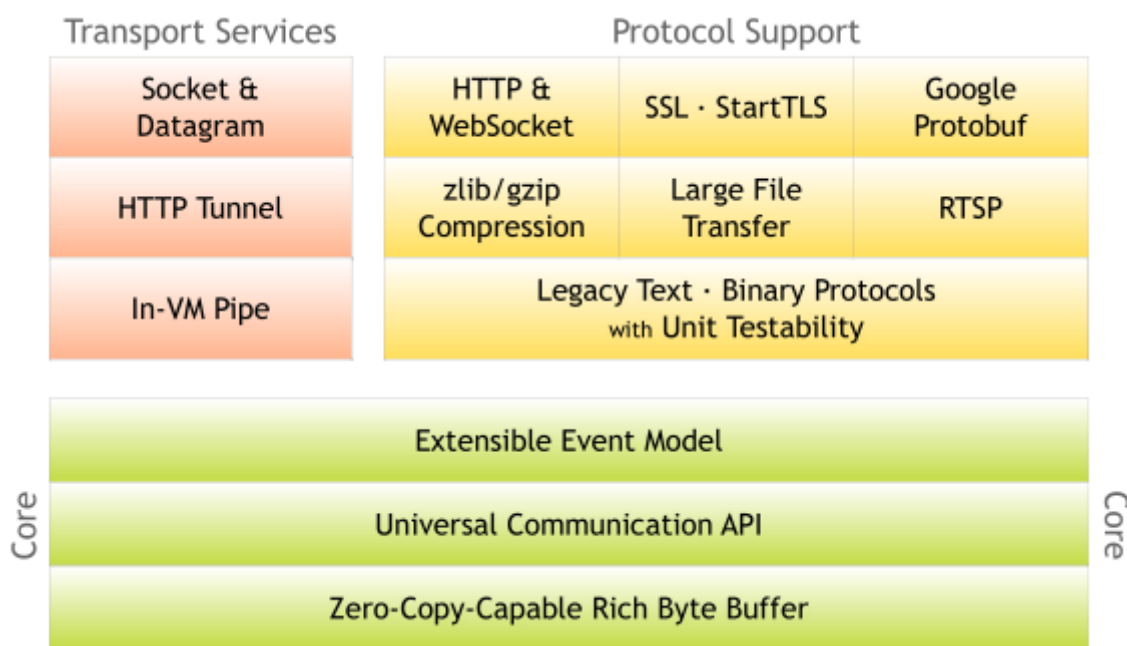 Transport Services
Socket &
Datagram
HTTP Tunnel
In-VM Pipe
Protocol Support
HTTP &
WebSocket
SSL · StartTLS
Google
Protobuf
zlib/gzip
Compression
Large File
Transfer
RTSP
Legacy Text · Binary Protocols
with Unit Testability
Core
Extensible Event Model
Universal Communication API
Zero-Copy-Capable Rich Byte Buffer
Core